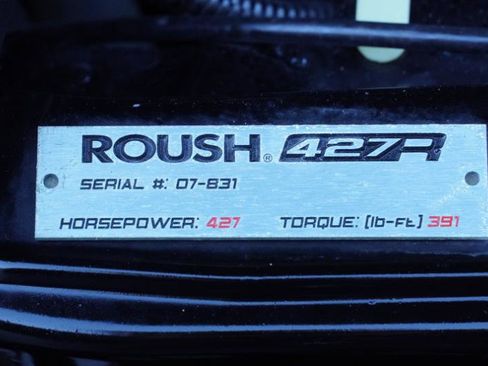 ROUSH® 427R
SERIAL #: 07-831
HORSEPOWER: 427 TORQUE: (lb-ft) 391